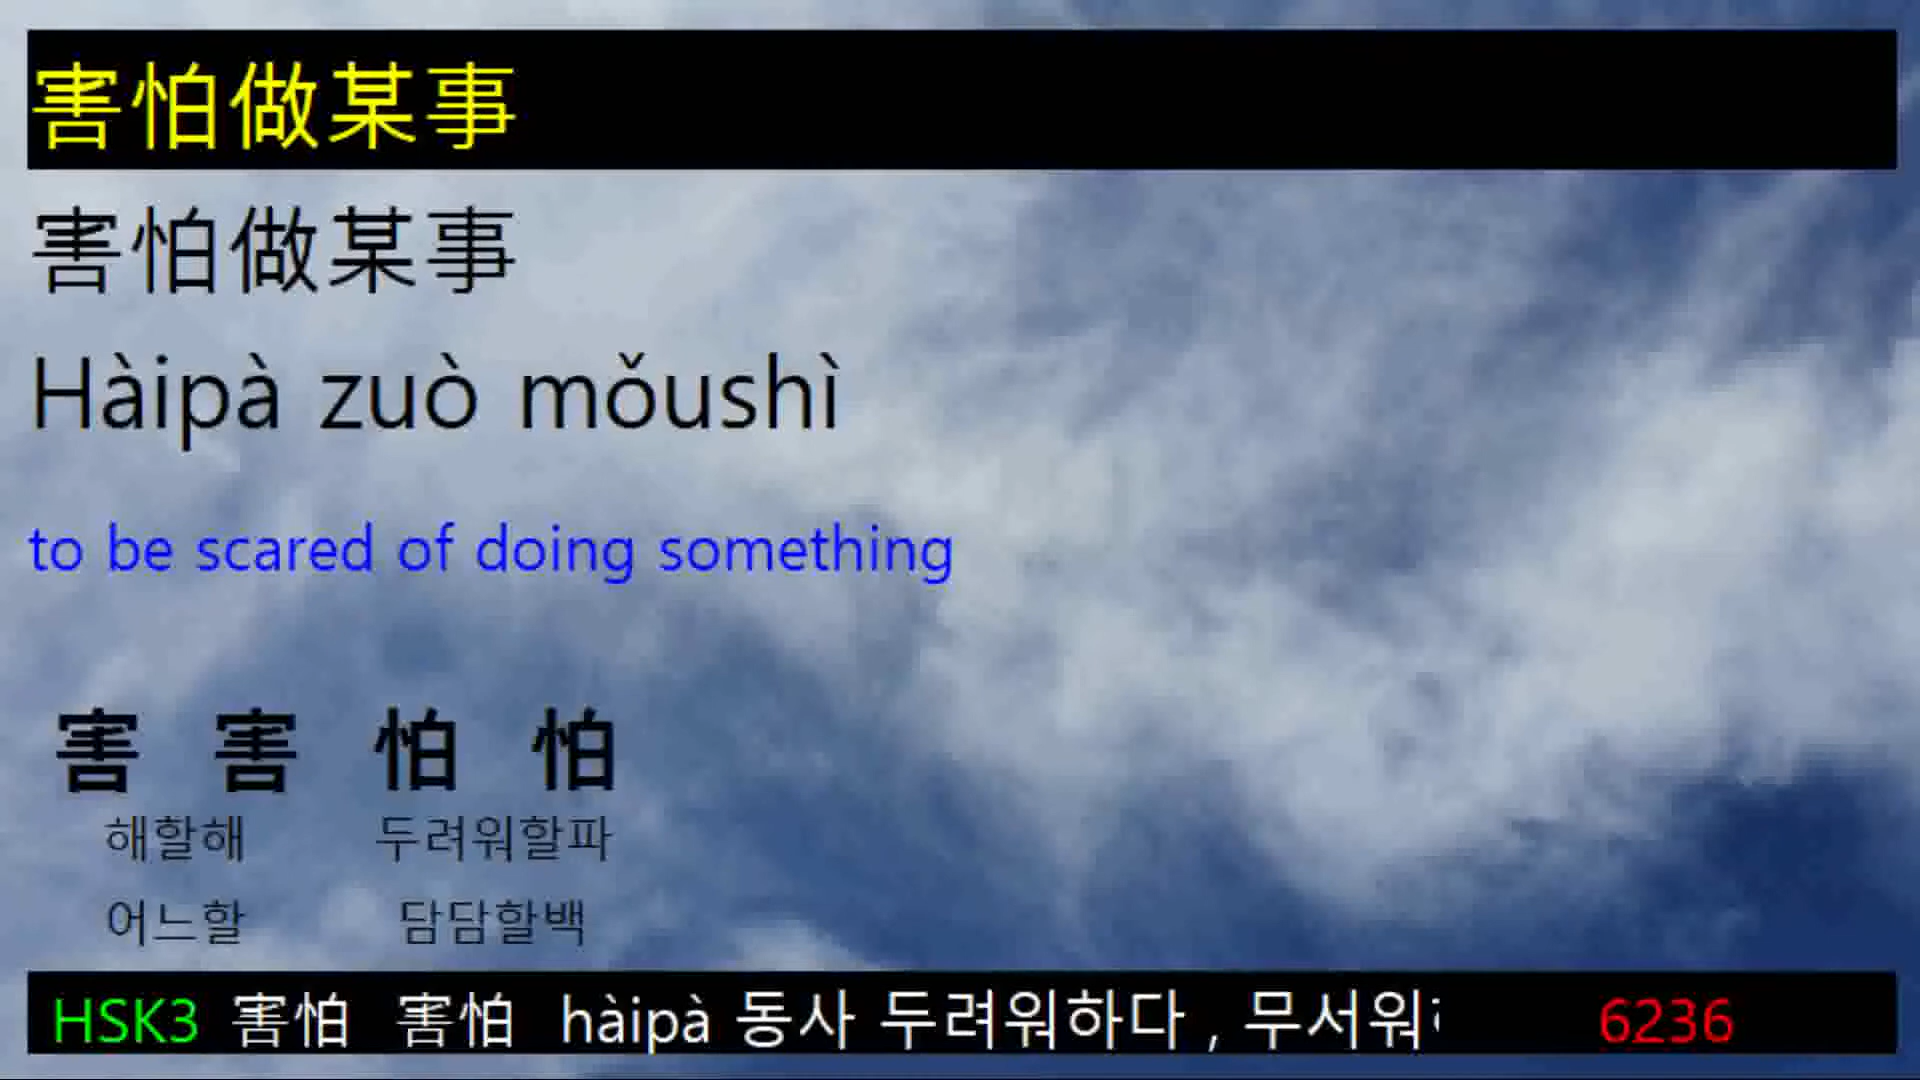 害怕做某事
害怕做某事
Hàipà zuò mǒushì
to be scared of doing something
害 害 怕 怕
해할해 두려워할파
어느할 담담할백
HSK3 害怕 害怕 hàipà 동사 두려워하다 , 무서워 6236